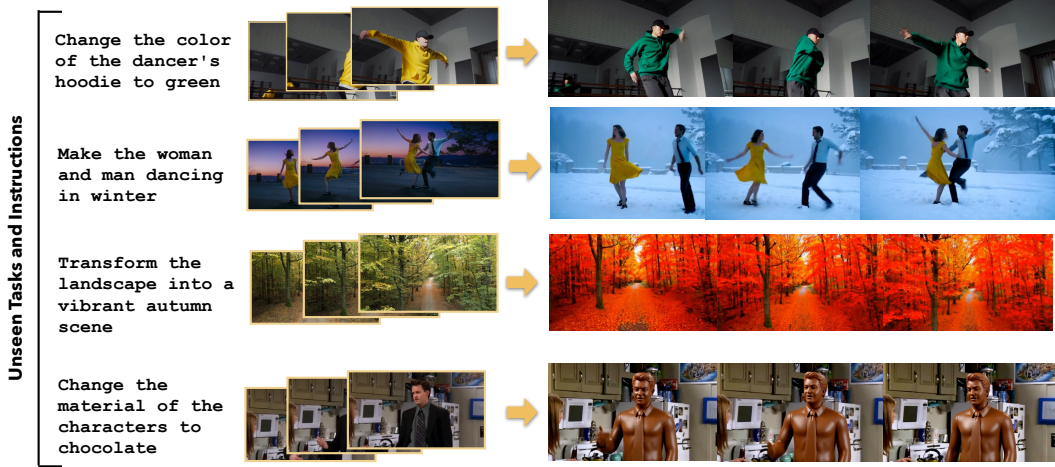 Unseen Tasks and Instructions
Change the color
of the dancer's
hoodie to green
Make the woman
and man dancing
in winter
Transform the
landscape into a
vibrant autumn
scene
Change the
material of the
characters to
chocolate